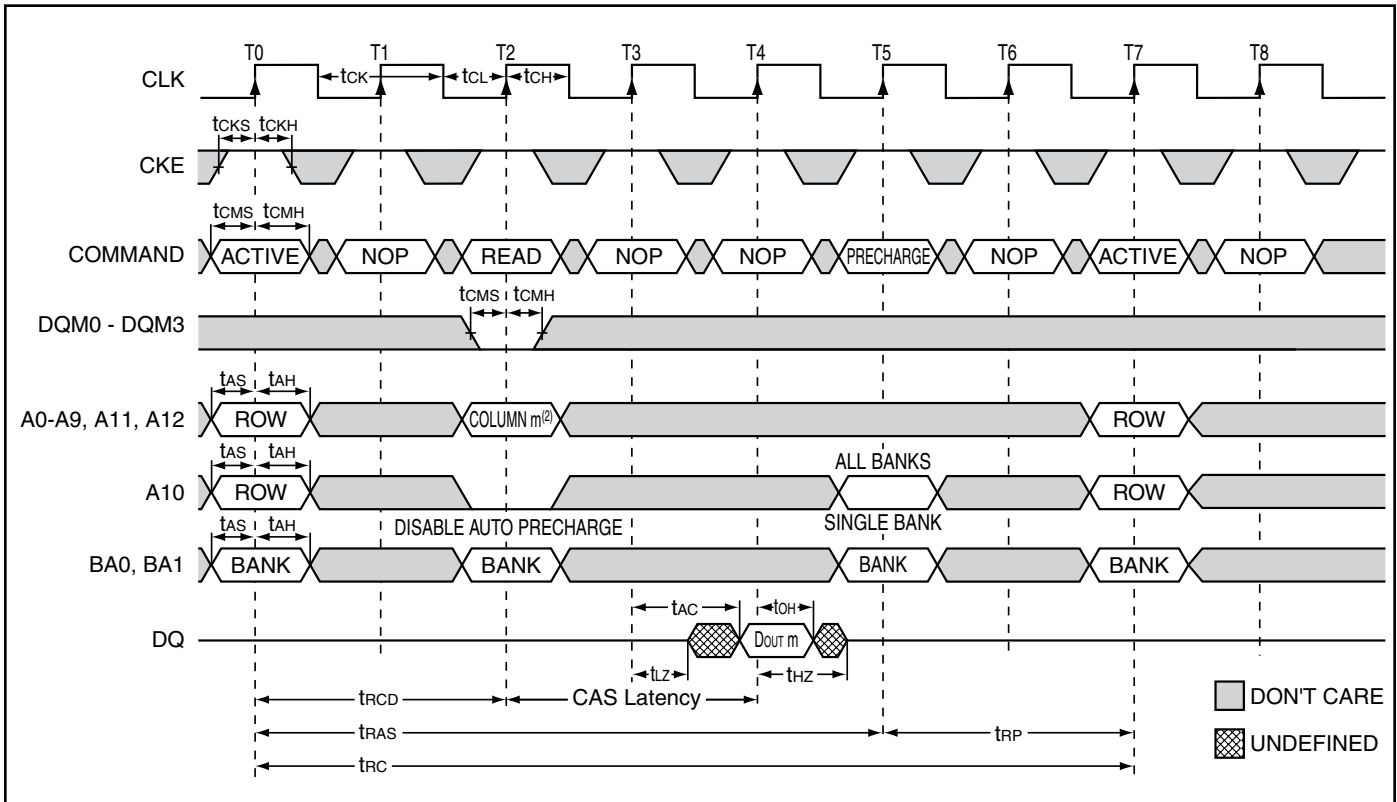 T0 T1 T2 T3 T4 T5 T6 T7 T8
CLK tCK tCL tCH
tCKS tCKH
CKE
tCMS tCMH
COMMAND ACTIVE NOP READ NOP NOP PRECHARGE NOP ACTIVE NOP
tCMS tCMH
DQM0 - DQM3
tAS tAH
A0-A9, A11, A12 ROW COLUMN m(2) ROW
tAS tAH ALL BANKS
A10 ROW ROW
tAS tAH DISABLE AUTO PRECHARGE SINGLE BANK
BA0, BA1 BANK BANK BANK BANK
tAC tOH
DQ DOUT m
tLZ tHZ
tRCD CAS Latency DON'T CARE
tRAS tRP
UNDEFINED
tRC